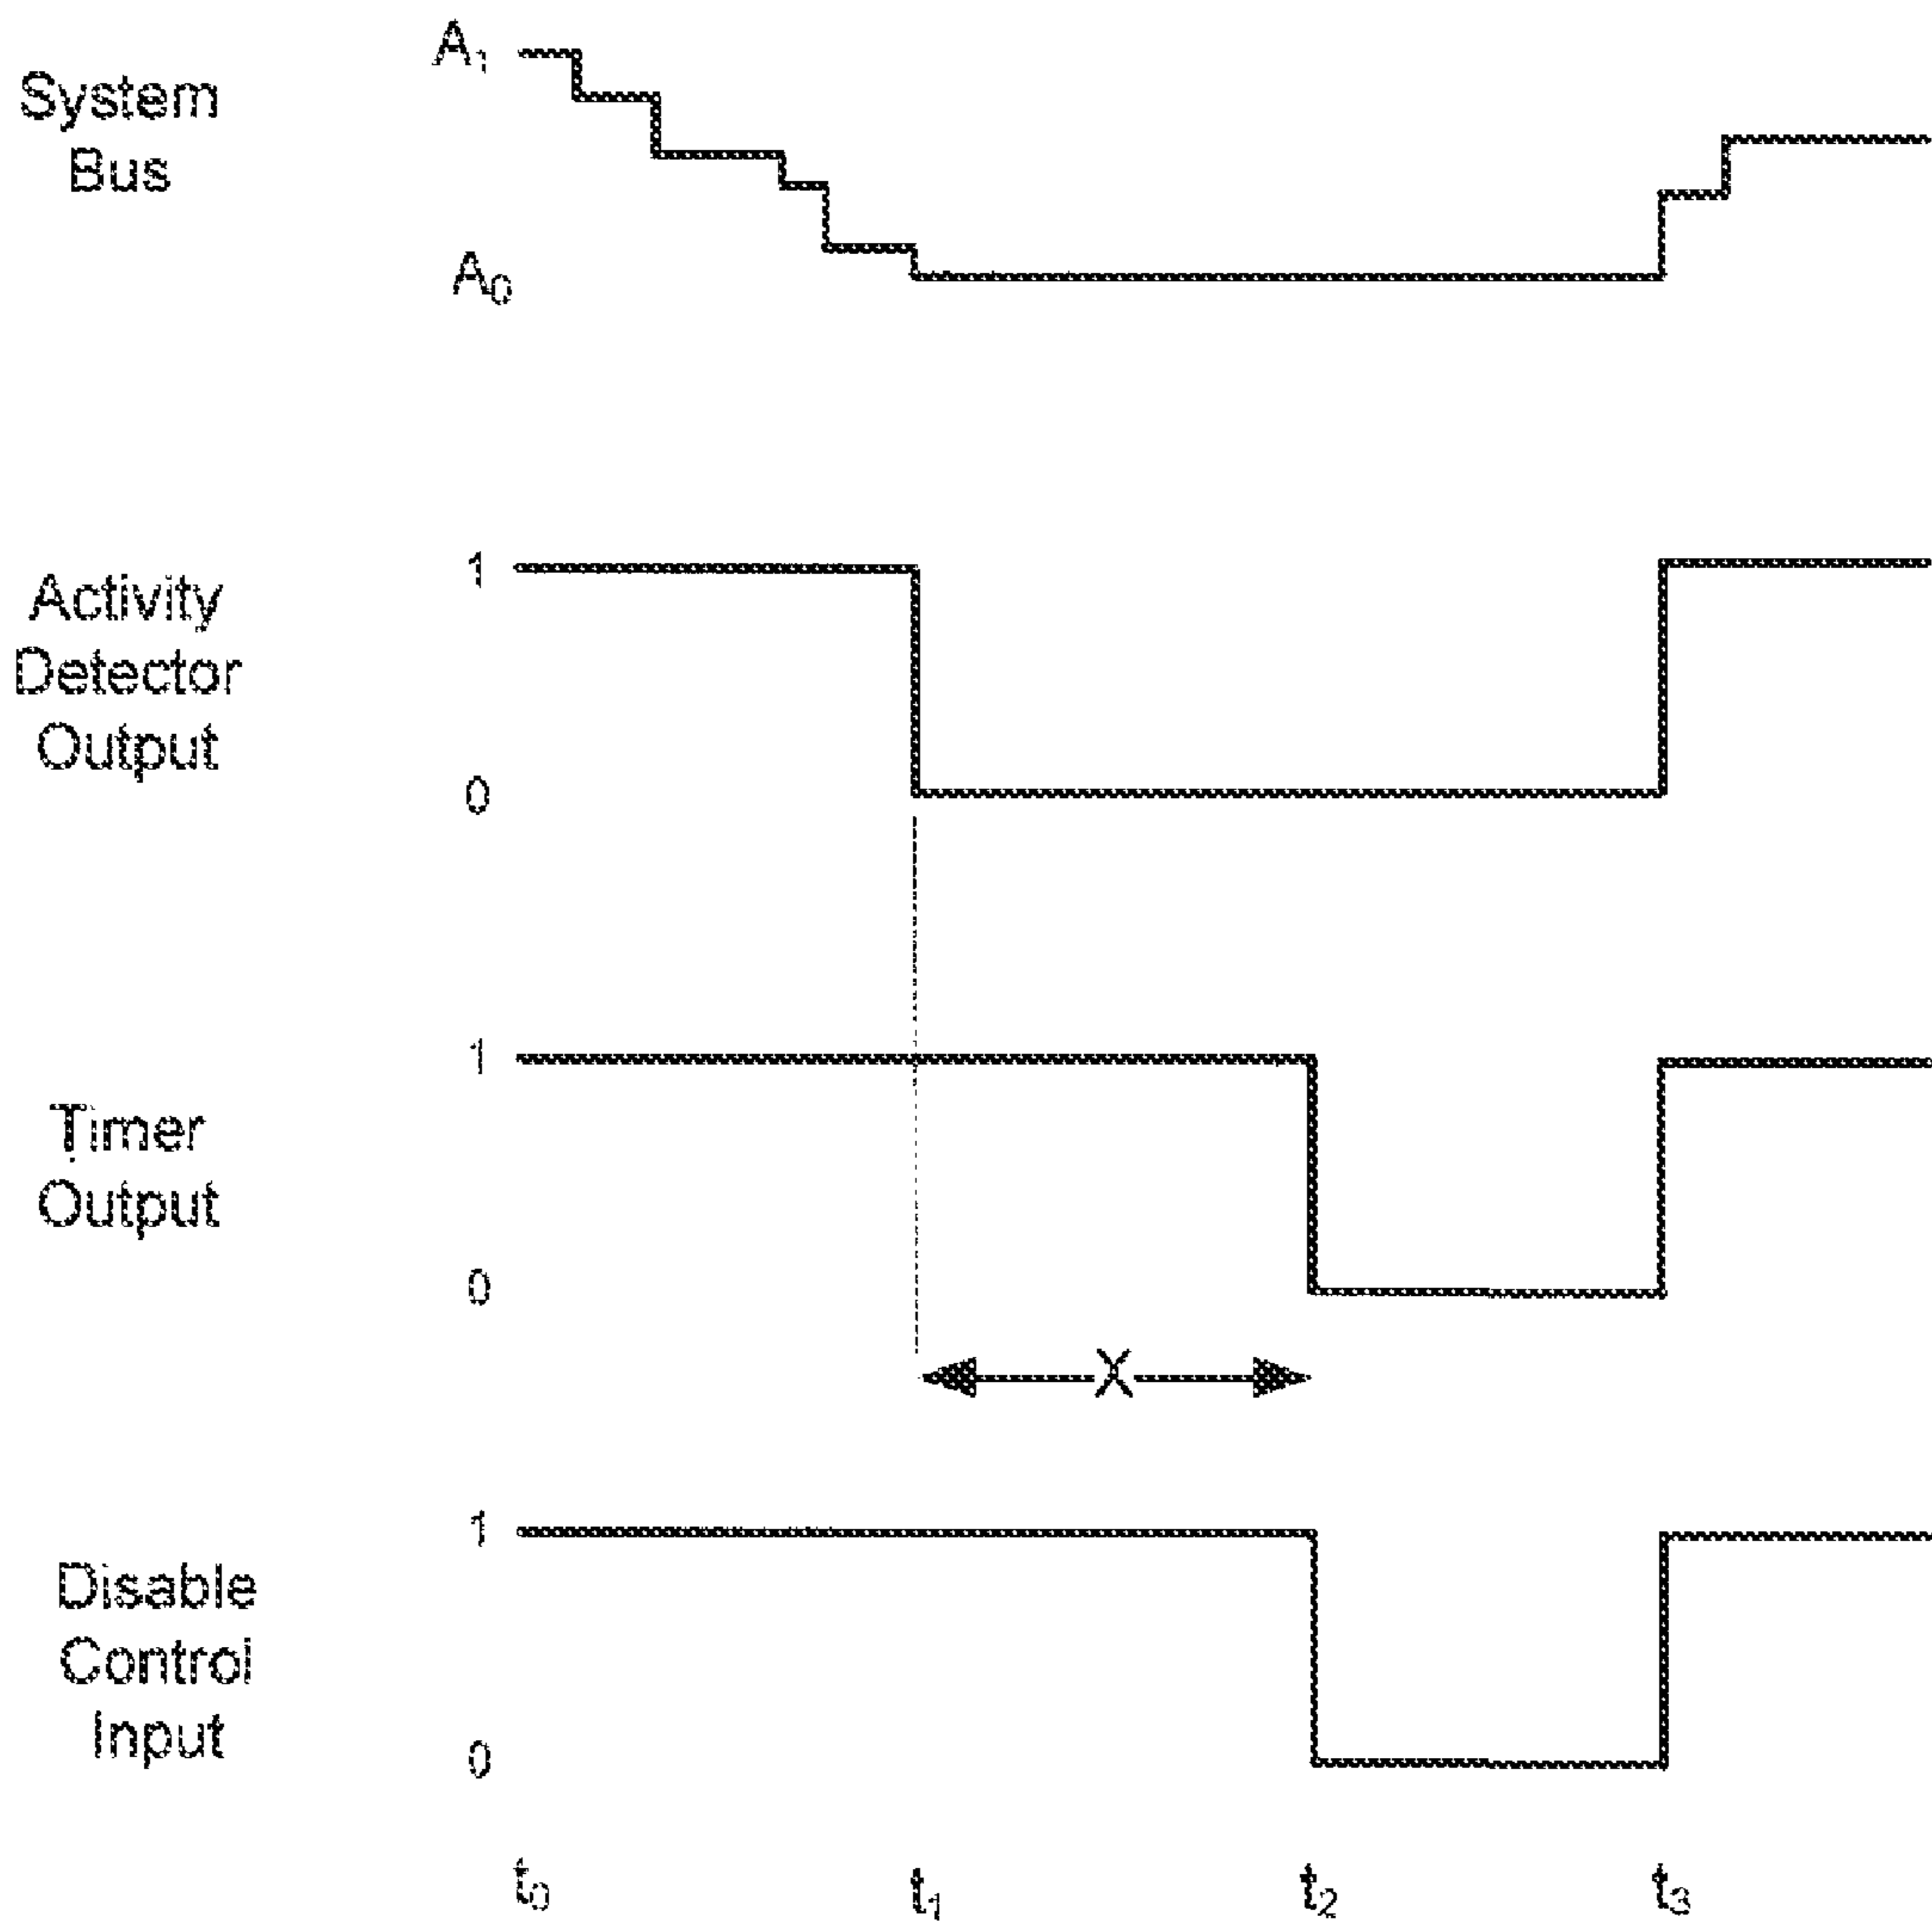 System
Bus
A₁
A₀
Activity
Detector
Output
1
0
Timer
Output
1
0
X
Disable
Control
Input
1
0
t₀ t₁ t₂ t₃